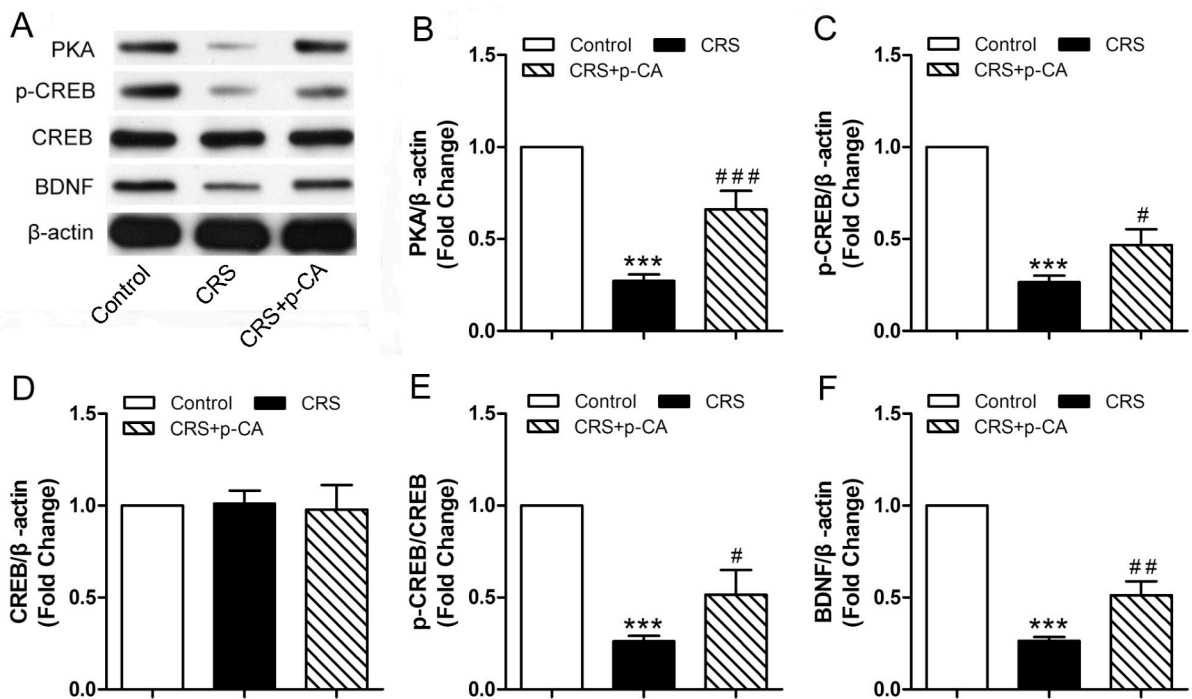 A
PKA
p-CREB
CREB
BDNF
β-actin
Control
CRS
CRS+p-CA
B
Control
CRS
CRS+p-CA
PKA/β -actin
(Fold Change)
1.5
1.0
0.5
0.0
***
###
C
Control
CRS
CRS+p-CA
p-CREB/β -actin
(Fold Change)
1.5
1.0
0.5
0.0
***
#
D
Control
CRS
CRS+p-CA
CREB/β -actin
(Fold Change)
1.5
1.0
0.5
0.0
E
Control
CRS
CRS+p-CA
p-CREB/CREB
(Fold Change)
1.5
1.0
0.5
0.0
***
#
F
Control
CRS
CRS+p-CA
BDNF/β -actin
(Fold Change)
1.5
1.0
0.5
0.0
***
##